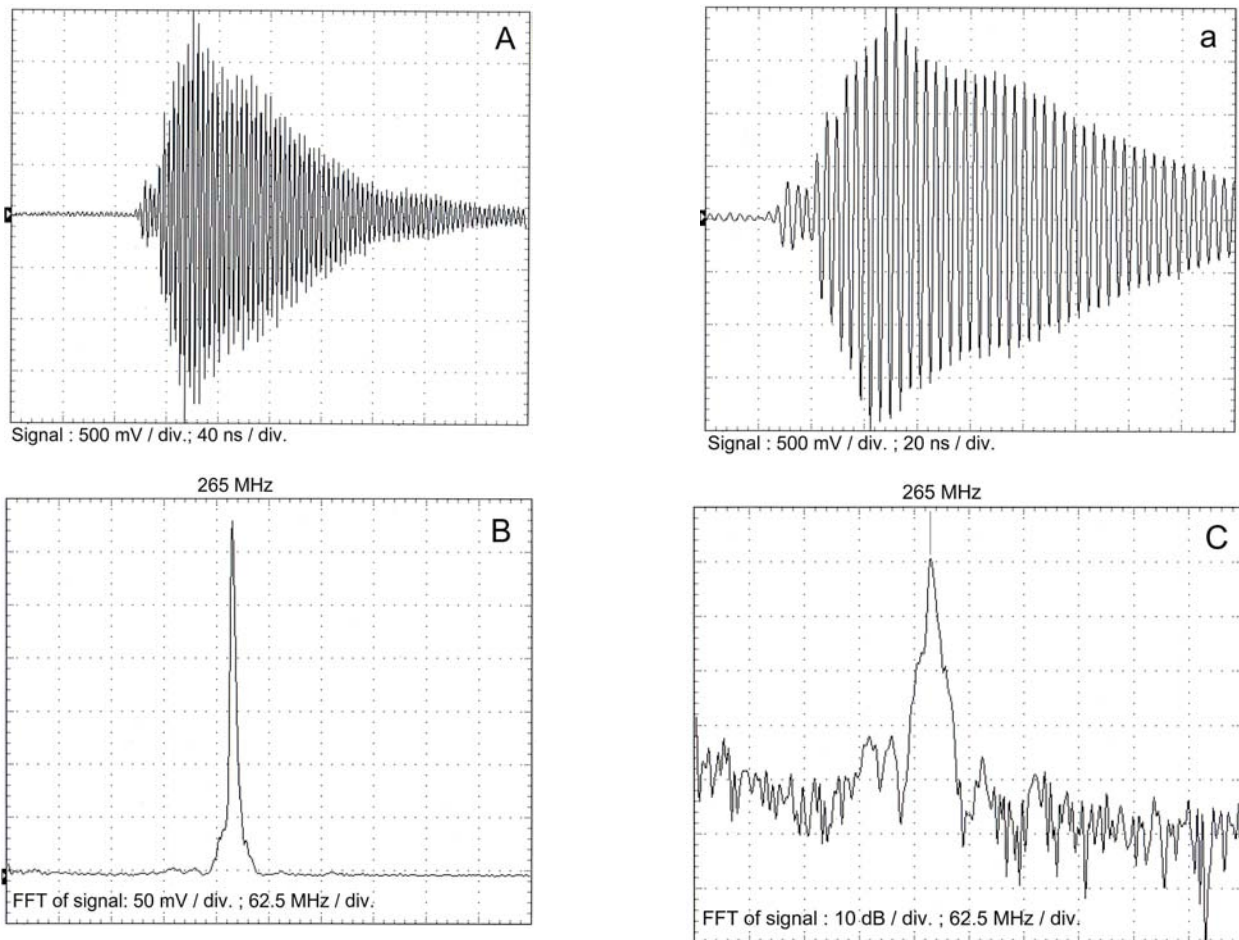 A
a
Signal : 500 mV / div.; 40 ns / div.
Signal : 500 mV / div. ; 20 ns / div.
265 MHz
265 MHz
B
C
FFT of signal: 50 mV / div. ; 62.5 MHz / div.
FFT of signal : 10 dB / div. ; 62.5 MHz / div.